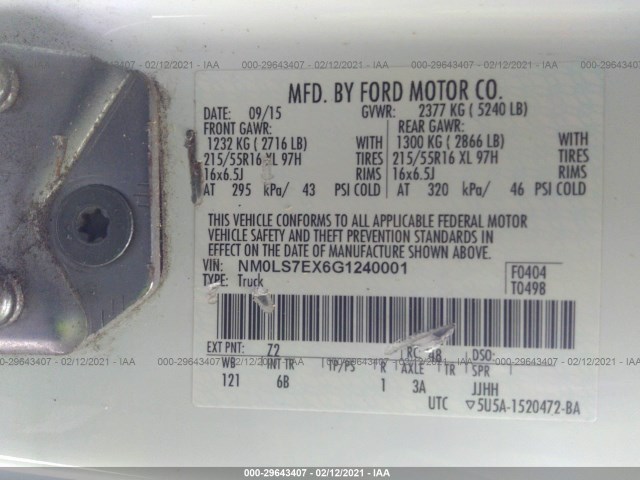 000-29643407 - 02/12/2021 - IAA
MFD. BY FORD MOTOR CO.
DATE: 09/15 GVWR: 2377 KG ( 5240 LB)
FRONT GAWR: REAR GAWR:
1232 KG ( 2716 LB) WITH 1300 KG ( 2866 LB) WITH
215/55R16 XL 97H TIRES 215/55R16 XL 97H TIRES
16x6.5J RIMS 16x6.5J RIMS
AT 295 kPa/ 43 PSI COLD AT 320 kPa/ 46 PSI COLD
THIS VEHICLE CONFORMS TO ALL APPLICABLE FEDERAL MOTOR
VEHICLE SAFETY AND THEFT PREVENTION STANDARDS IN
EFFECT ON THE DATE OF MANUFACTURE SHOWN ABOVE.
VIN: NM0LS7EX6G1240001
TYPE: Truck
F0404
T0498
EXT PNT: Z2 RC: DSO:
WB INT TR TP/PS R AXLE TR SPR
121 6B 1 3A JJHH
UTC ▽5U5A-1520472-BA
000-29643407 - 02/12/2021 - IAA